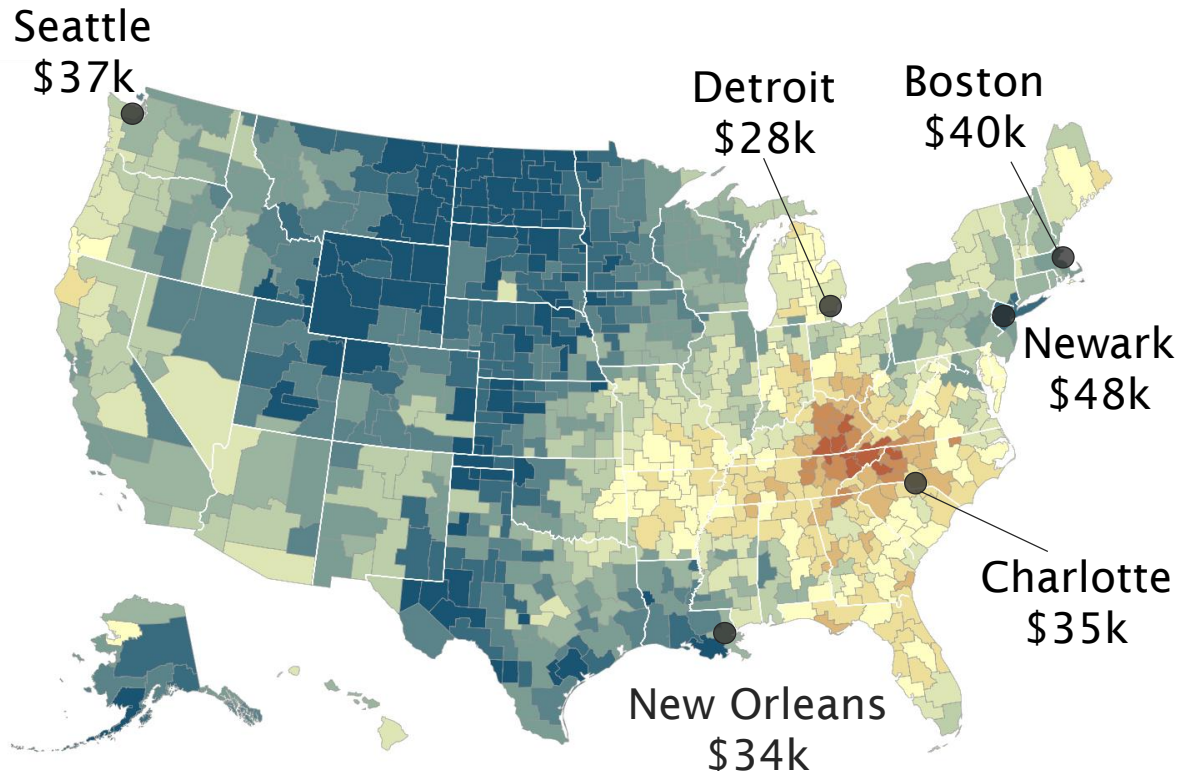 Seattle
$37k
Detroit
$28k
Boston
$40k
Newark
$48k
Charlotte
$35k
New Orleans
$34k